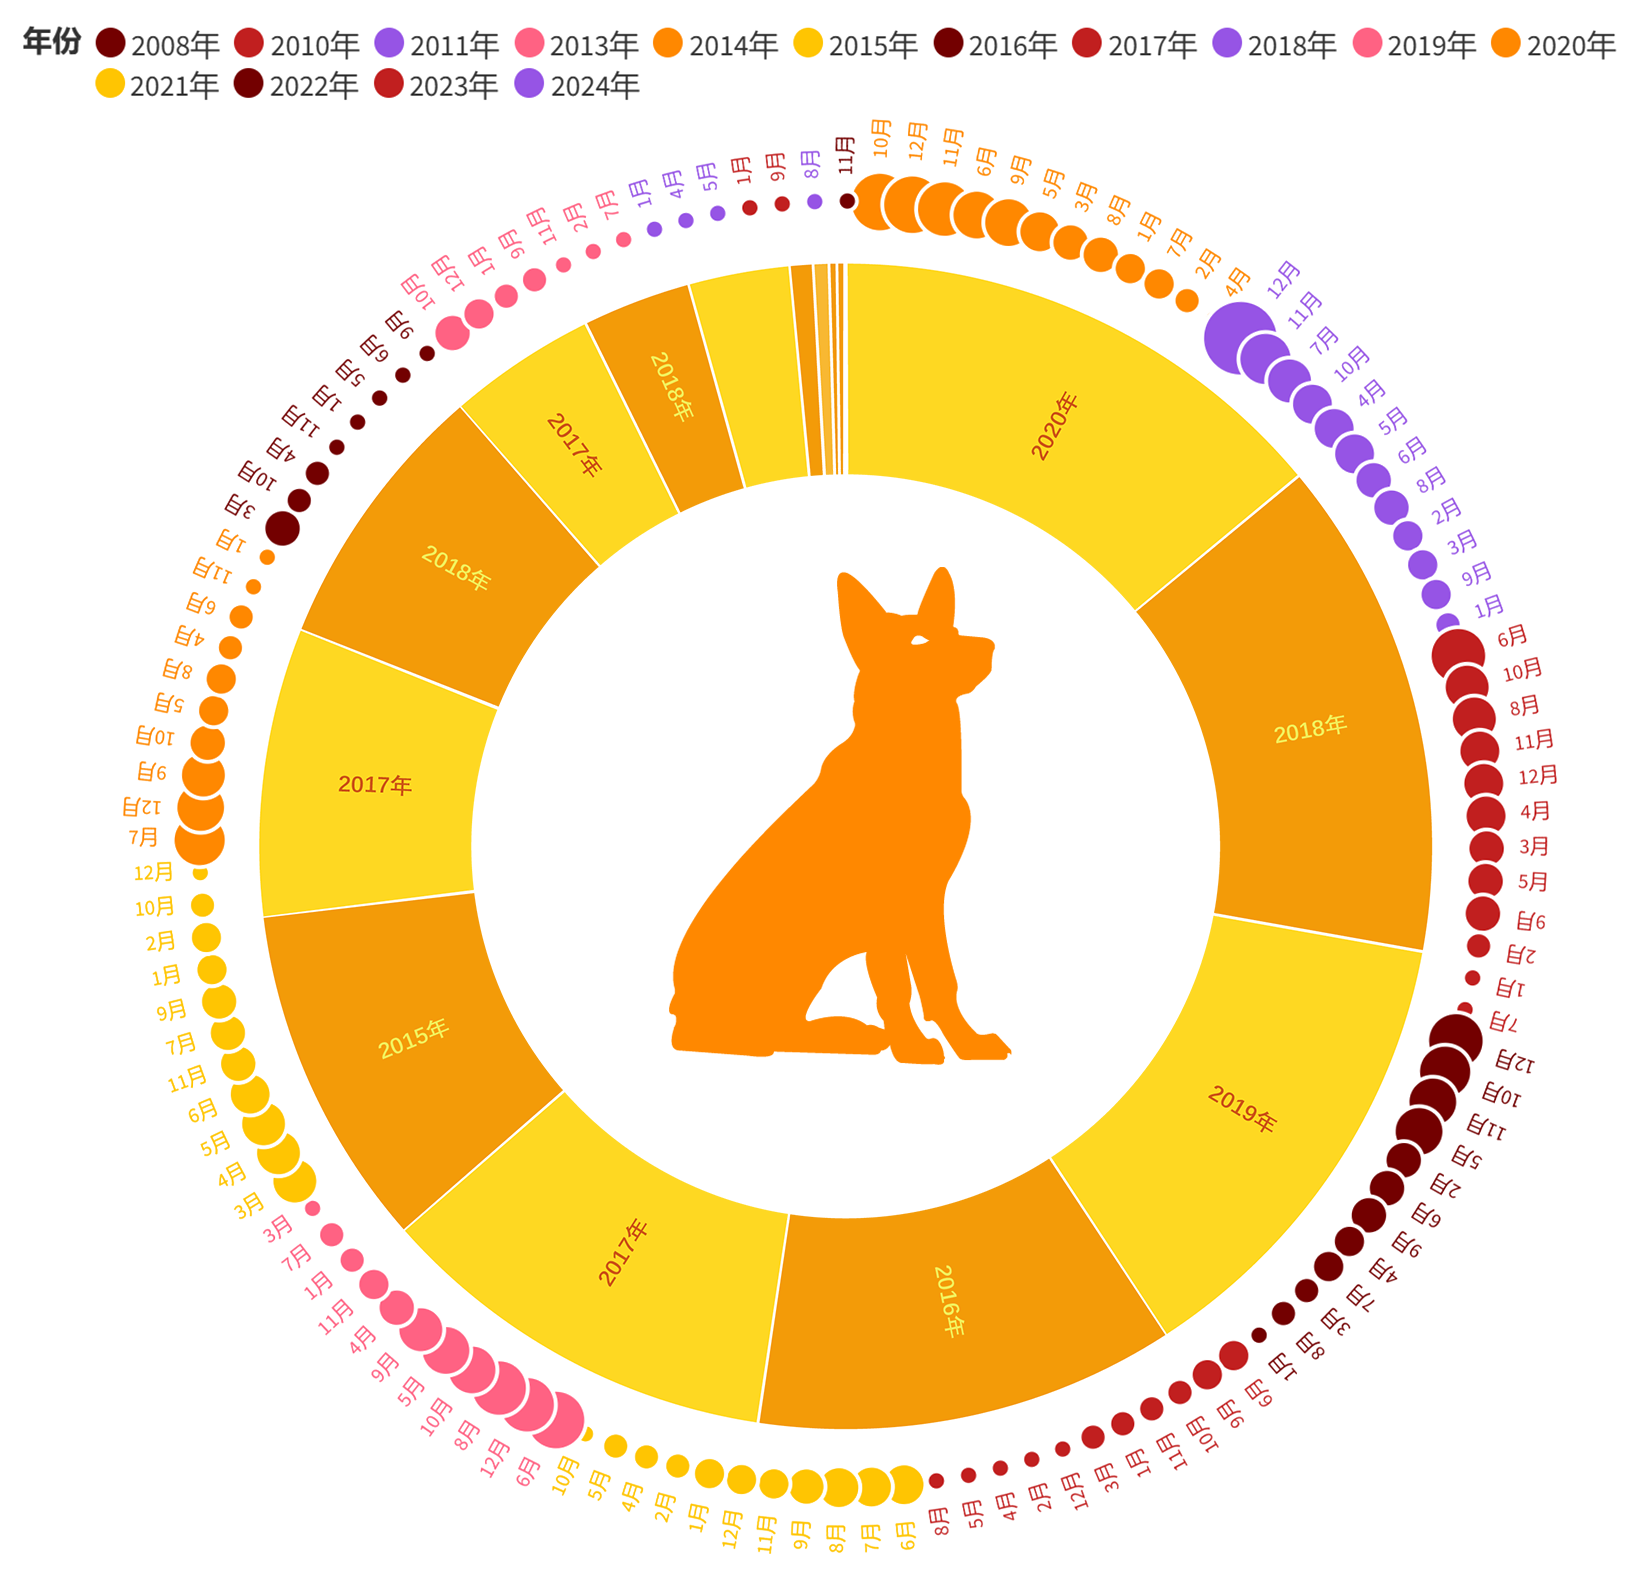 年份 2008年 2010年 2011年 2013年 2014年 2015年 2016年 2017年 2018年 2019年 2020年
2021年 2022年 2023年 2024年
11月
10月
12月
11月
6月
9月
5月
3月
8月
1月
7月
2月
4月
12月
11月
7月
10月
4月
5月
6月
8月
2月
3月
9月
1月
6月
10月
8月
11月
12月
4月
3月
5月
9月
2月
1月
7月
12月
10月
11月
5月
2月
6月
9月
4月
7月
3月
8月
1月
6月
9月
10月
11月
1月
3月
12月
2月
4月
5月
8月
6月
7月
8月
9月
11月
12月
1月
2月
4月
5月
10月
6月
12月
8月
10月
5月
9月
4月
11月
1月
7月
3月
3月
4月
5月
6月
11月
7月
9月
1月
2月
10月
12月
7月
12月
9月
10月
5月
8月
4月
6月
11月
1月
3月
10月
4月
11月
1月
5月
6月
9月
10月
12月
1月
9月
11月
2月
7月
1月
4月
5月
1月
9月
8月
2020年
2018年
2019年
2016年
2017年
2015年
2017年
2018年
2017年
2018年